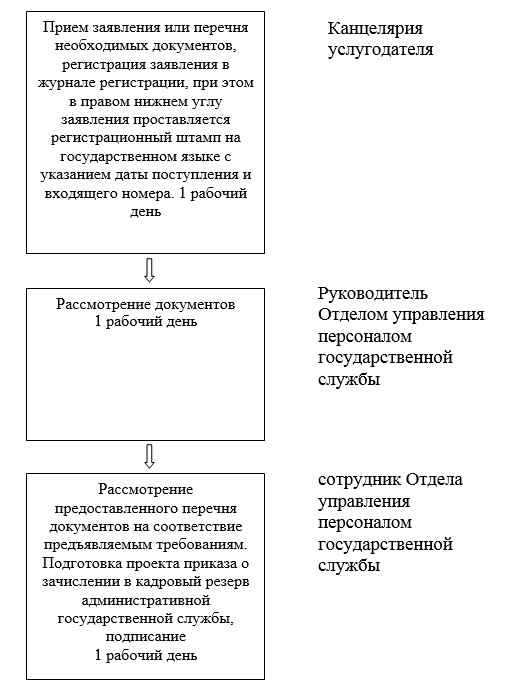 Прием заявления или перечня
необходимых документов,
регистрация заявления в
журнале регистрации, при этом
в правом нижнем углу
заявления проставляется
регистрационный штамп на
государственном языке с
указанием даты поступления и
входящего номера. 1 рабочий
день
Канцелярия
услугодателя
Рассмотрение документов
1 рабочий день
Руководитель
Отделом управления
персоналом
государственной
службы
Рассмотрение
предоставленного перечня
документов на соответствие
предъявляемым требованиям.
Подготовка проекта приказа о
зачислении в кадровый резерв
административной
государственной службы,
подписание
1 рабочий день
сотрудник Отдела
управления
персоналом
государственной
службы